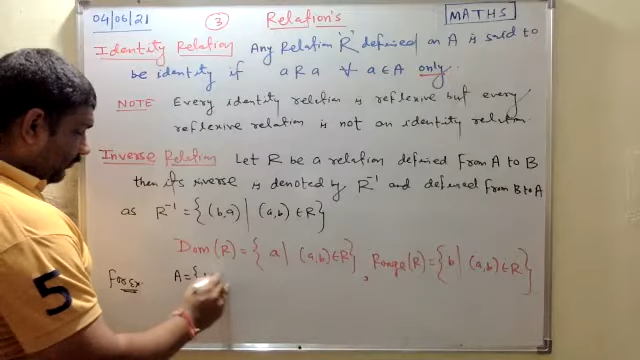 04/06/21 ③ Relation's MATHS
Identity Relation Any Relation 'R' defined on A is said to
be identity if a R a ∀ a ∈ A only.
NOTE Every identity relation is reflexive but every
reflexive relation is not an identity relation.
Inverse Relation Let R be a relation defined from A to B
then its inverse is denoted by R⁻¹ and defined from B to A
as R⁻¹ = {(b,a) | (a,b) ∈ R}
Dom(R) = { a | (a,b) ∈ R} , Range(R) = { b | (a,b) ∈ R}
For Ex A = {